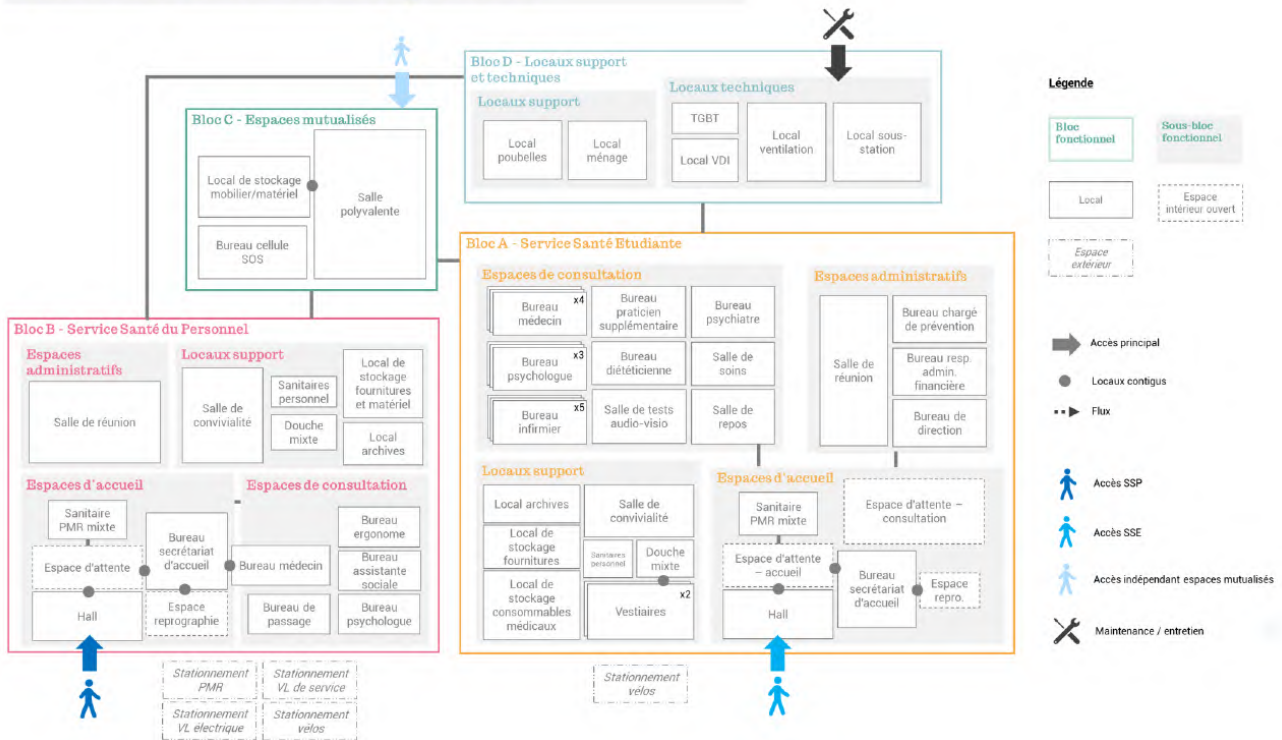 Bloc D - Locaux support
et techniques
Locaux support
Local
poubelles
Local
ménage
Locaux techniques
TGBT
Local VDI
Local
ventilation
Local sous-
station
Bloc C - Espaces mutualisés
Local de stockage
mobilier/matériel
Salle
polyvalente
Bureau cellule
SOS
Bloc A - Service Santé Etudiante
Espaces de consultation
Bureau
médecin
x4
Bureau
praticien
supplémentaire
Bureau
psychiatre
Bureau
psychologue
x3
Bureau
diététicienne
Salle de
soins
Bureau
infirmier
x5
Salle de tests
audio-visio
Salle de
repos
Espaces administratifs
Salle de
réunion
Bureau chargé
de prévention
Bureau resp.
admin.
financière
Bureau de
direction
Locaux support
Local archives
Local de
stockage
fournitures
Local de
stockage
consommables
médicaux
Salle de
convivialité
Sanitaires
personnel
Douche
mixte
Vestiaires
x2
Espaces d'accueil
Sanitaire
PMR mixte
Espace d'attente –
consultation
Espace d'attente
– accueil
Bureau
secrétariat
d'accueil
Espace
repro.
Hall
Bloc B - Service Santé du Personnel
Espaces
administratifs
Salle de réunion
Locaux support
Salle de
convivialité
Sanitaires
personnel
Douche
mixte
Local de
stockage
fournitures
et matériel
Local
archives
Espaces d'accueil
Sanitaire
PMR mixte
Espace d'attente
Bureau
secrétariat
d'accueil
Hall
Espace
reprographie
Espaces de consultation
Bureau
ergonome
Bureau médecin
Bureau
assistante
sociale
Bureau de
passage
Bureau
psychologue
Stationnement
PMR
Stationnement
VL de service
Stationnement
VL électrique
Stationnement
vélos
Stationnement
vélos
Légende
Bloc
fonctionnel
Sous-bloc
fonctionnel
Local
Espace
intérieur ouvert
Espace
extérieur
Accès principal
Locaux contigus
Flux
Accès SSP
Accès SSE
Accès indépendant espaces mutualisés
Maintenance / entretien